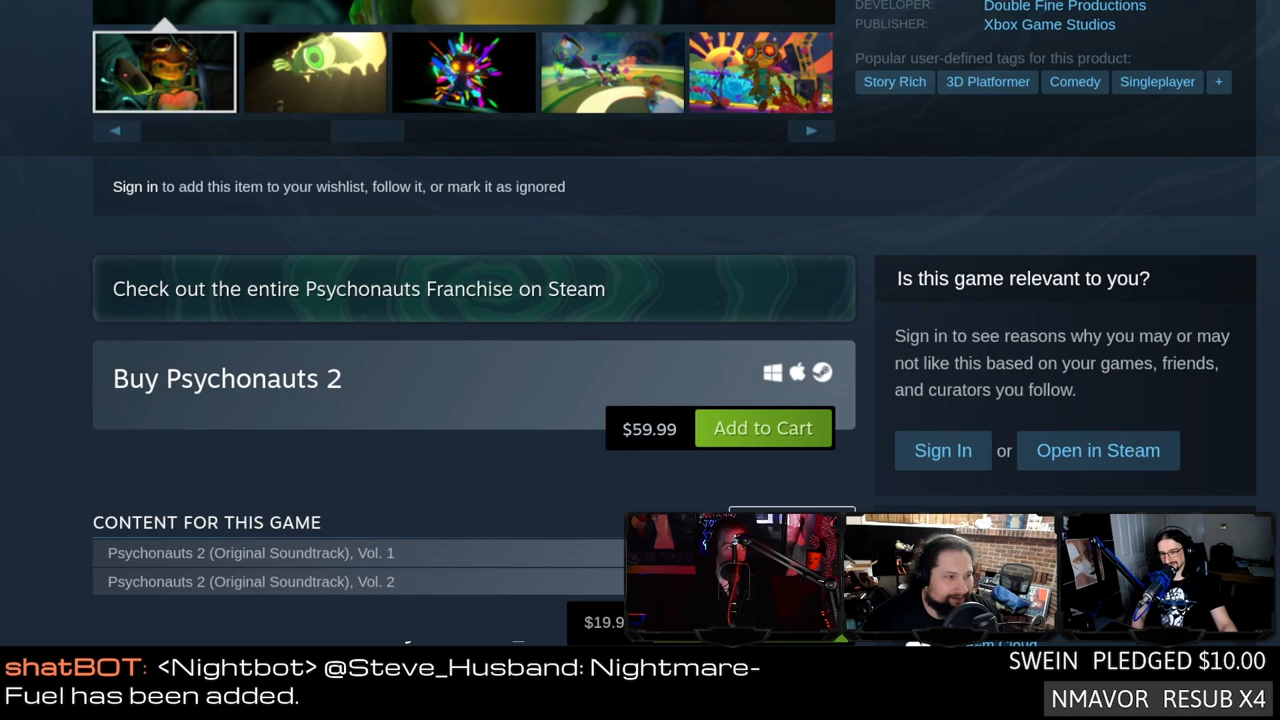 DEVELOPER: Double Fine Productions
PUBLISHER: Xbox Game Studios
Popular user-defined tags for this product:
Story Rich 3D Platformer Comedy Singleplayer +
Sign in to add this item to your wishlist, follow it, or mark it as ignored
Check out the entire Psychonauts Franchise on Steam
Is this game relevant to you?
Sign in to see reasons why you may or may
not like this based on your games, friends,
and curators you follow.
Sign In or Open in Steam
Buy Psychonauts 2
$59.99 Add to Cart
CONTENT FOR THIS GAME
Psychonauts 2 (Original Soundtrack), Vol. 1
Psychonauts 2 (Original Soundtrack), Vol. 2
$19.9
shatBOT: <Nightbot> @Steve_Husband: Nightmare-
Fuel has been added.
SWEIN PLEDGED $10.00
NMAVOR RESUB X4